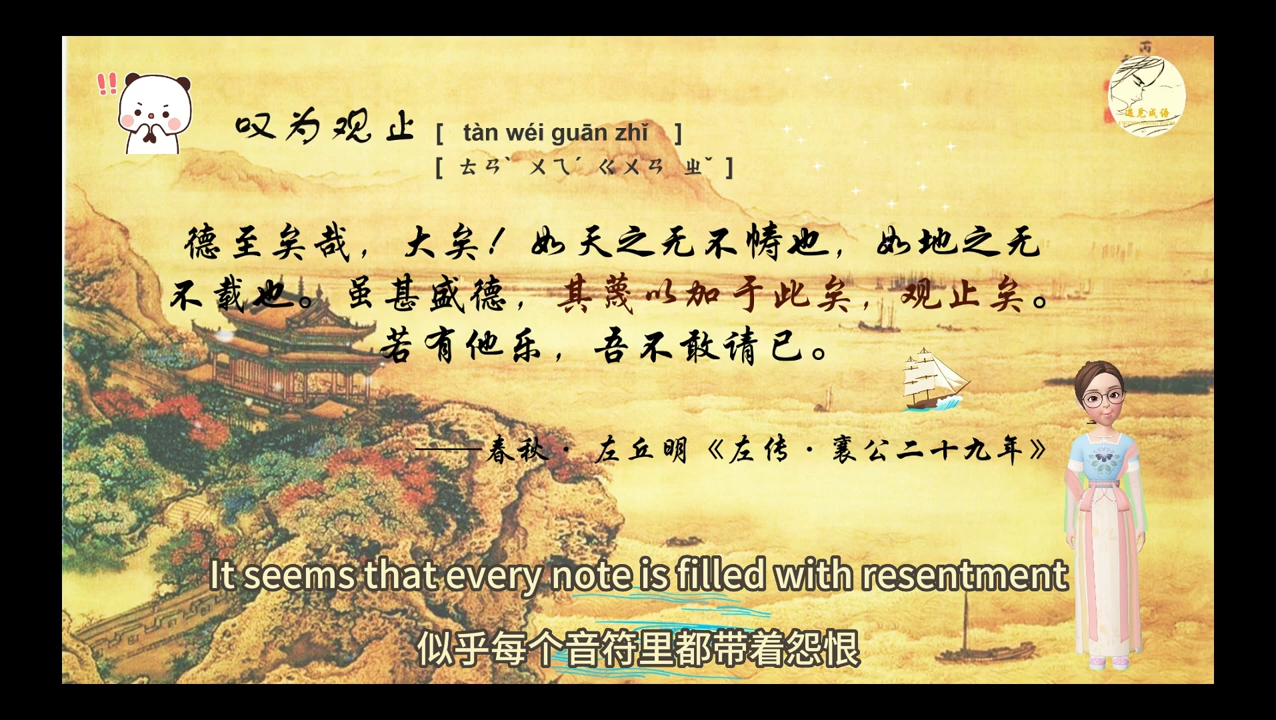 叹为观止 [ tàn wéi guān zhǐ ]
[ ㄊㄢˋ ㄨㄟˊ ㄍㄨㄢ ㄓˇ ]
德至矣哉，大矣！如天之无不帱也，如地之无
不载也。虽甚盛德，其蔑以加于此矣，观止矣。
若有他乐，吾不敢请已。
——春秋·左丘明《左传·襄公二十九年》
It seems that every note is filled with resentment
似乎每个音符里都带着怨恨